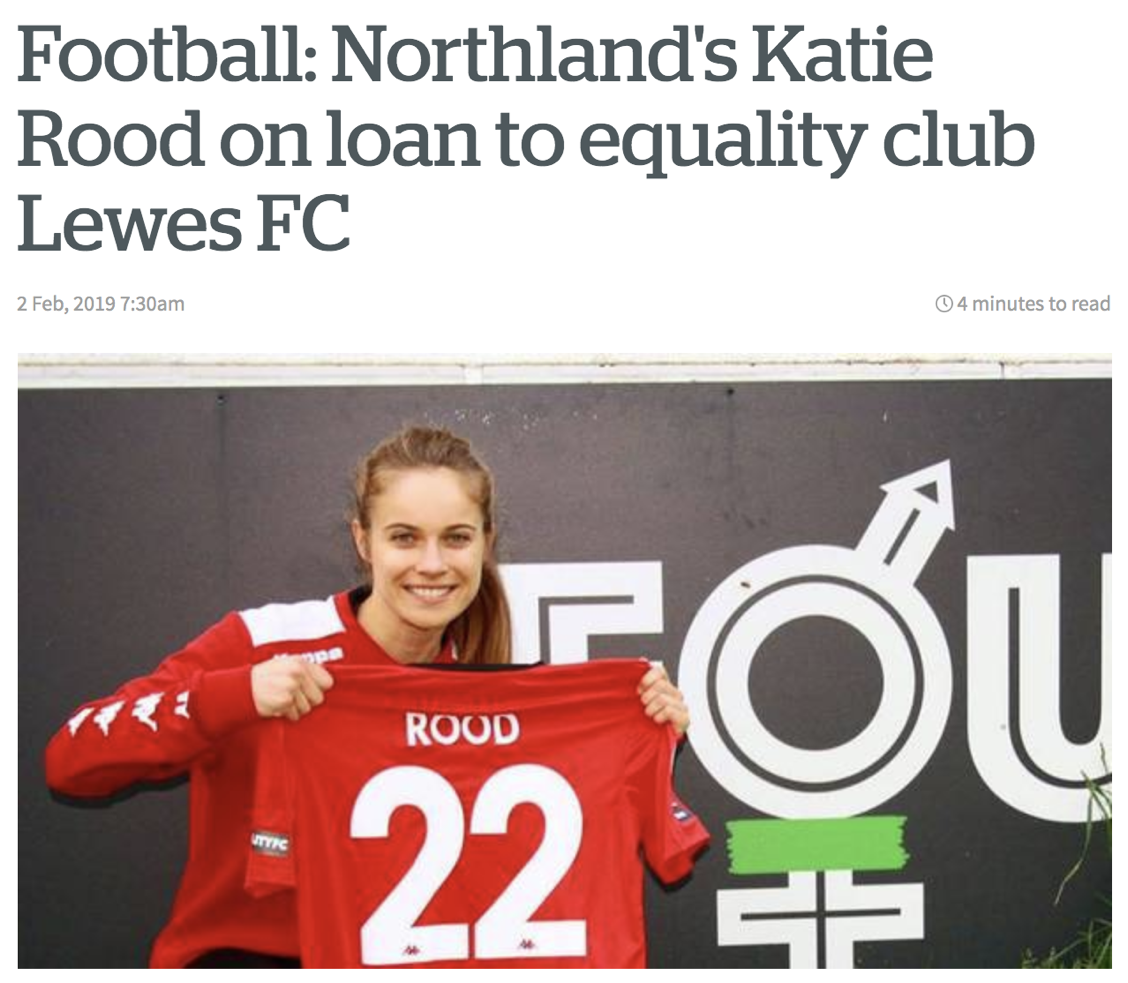 Football: Northland's Katie
Rood on loan to equality club
Lewes FC
2 Feb, 2019 7:30am
4 minutes to read
Kappa
ROOD
22